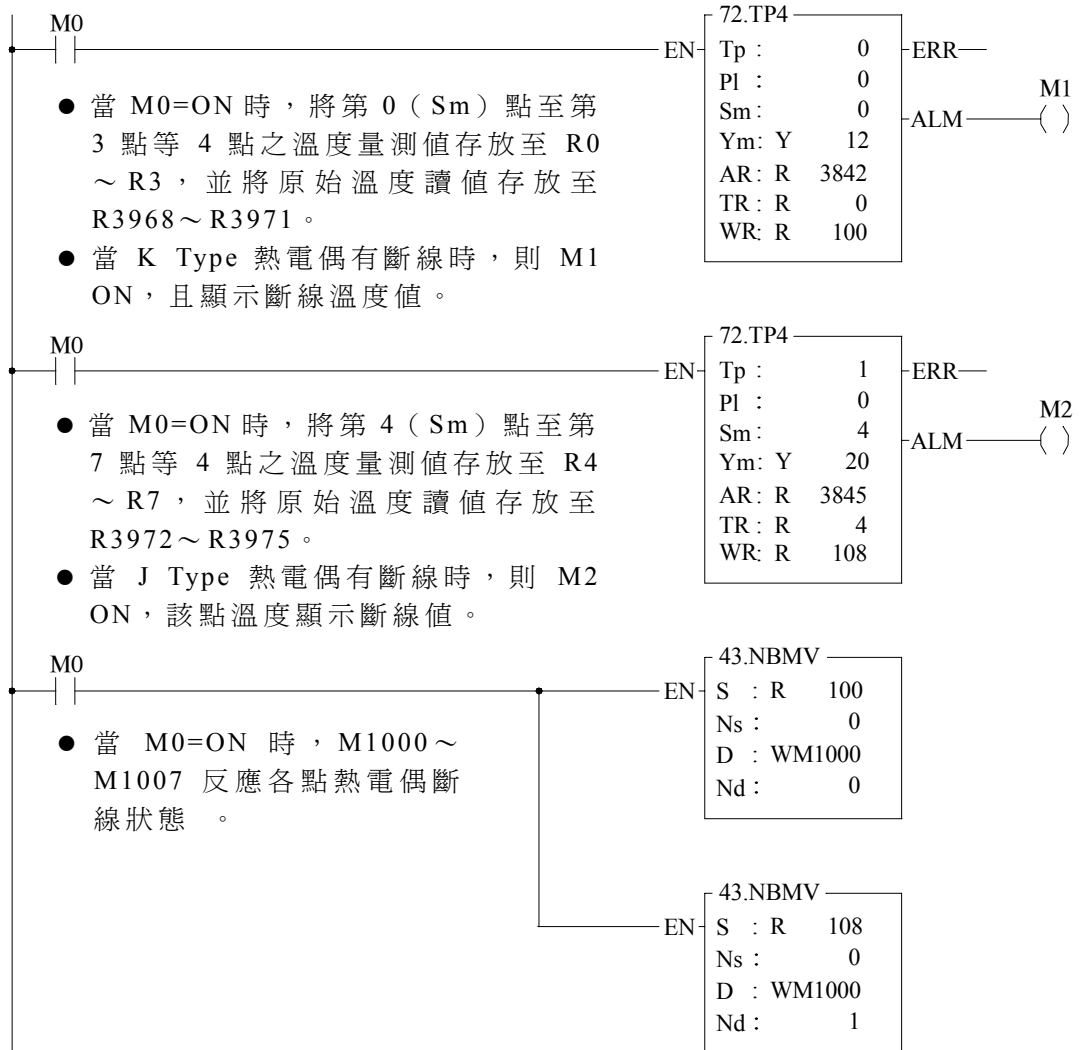 M0
EN
72.TP4
Tp : 0
Pl : 0
Sm : 0
Ym: Y 12
AR: R 3842
TR : R 0
WR: R 100
ERR
ALM
M1
( )
● 當 M0=ON 時，將第 0（Sm）點至第
3 點等 4 點之溫度量測值存放至 R0
～R3，並將原始溫度讀值存放至
R3968～R3971。
● 當 K Type 熱電偶有斷線時，則 M1
ON，且顯示斷線溫度值。
M0
EN
72.TP4
Tp : 1
Pl : 0
Sm : 4
Ym: Y 20
AR: R 3845
TR : R 4
WR: R 108
ERR
ALM
M2
( )
● 當 M0=ON 時，將第 4（Sm）點至第
7 點等 4 點之溫度量測值存放至 R4
～R7，並將原始溫度讀值存放至
R3972～R3975。
● 當 J Type 熱電偶有斷線時，則 M2
ON，該點溫度顯示斷線值。
M0
EN
43.NBMV
S : R 100
Ns : 0
D : WM1000
Nd : 0
● 當 M0=ON 時，M1000～
M1007 反應各點熱電偶斷
線狀態 。
EN
43.NBMV
S : R 108
Ns : 0
D : WM1000
Nd : 1